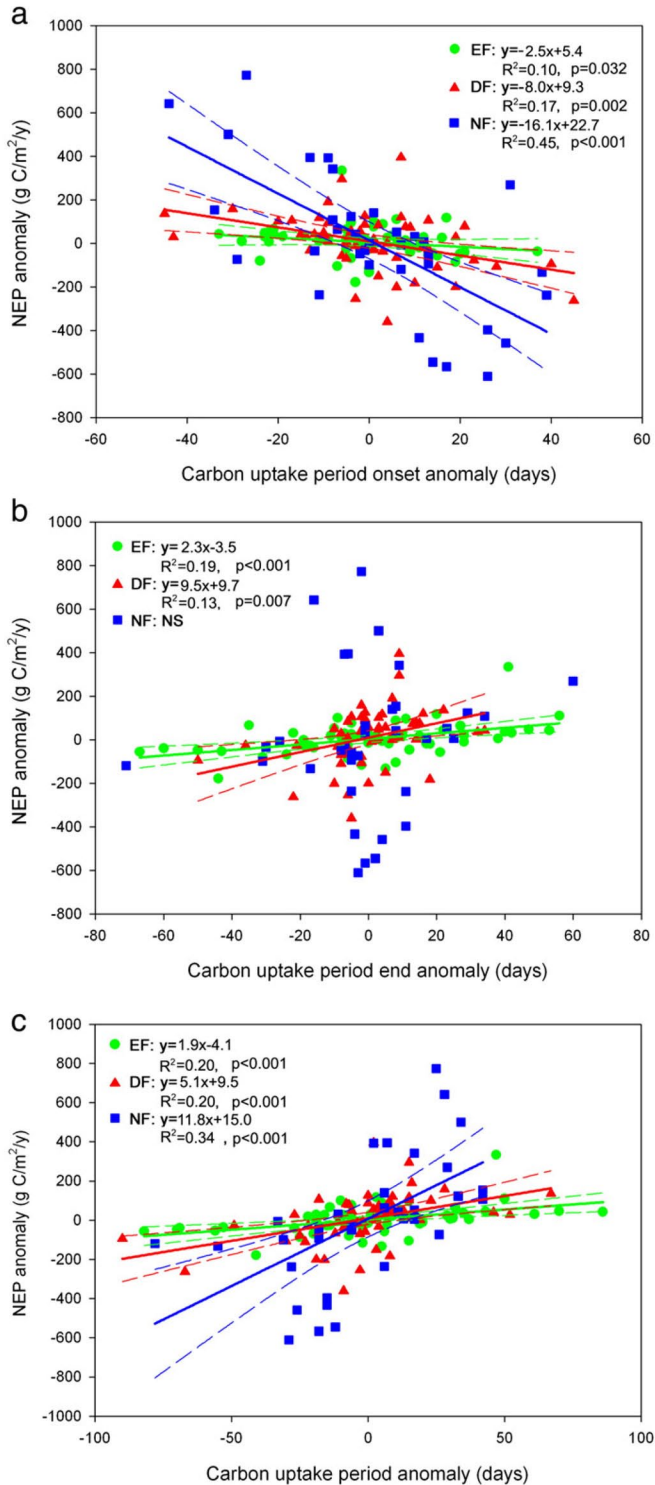 a
1000
800
600
400
200
0
-200
-400
-600
-800
-60 -40 -20 0 20 40 60
NEP anomaly (g C/m²/y)
Carbon uptake period onset anomaly (days)
EF: y=-2.5x+5.4
R²=0.10, p=0.032
DF: y=-8.0x+9.3
R²=0.17, p=0.002
NF: y=-16.1x+22.7
R²=0.45, p<0.001
b
1000
800
600
400
200
0
-200
-400
-600
-800
-80 -60 -40 -20 0 20 40 60 80
NEP anomaly (g C/m²/y)
Carbon uptake period end anomaly (days)
EF: y=2.3x-3.5
R²=0.19, p<0.001
DF: y=9.5x+9.7
R²=0.13, p=0.007
NF: NS
c
1000
800
600
400
200
0
-200
-400
-600
-800
-1000
-100 -50 0 50 100
NEP anomaly (g C/m²/y)
Carbon uptake period anomaly (days)
EF: y=1.9x-4.1
R²=0.20, p<0.001
DF: y=5.1x+9.5
R²=0.20, p<0.001
NF: y=11.8x+15.0
R²=0.34 , p<0.001